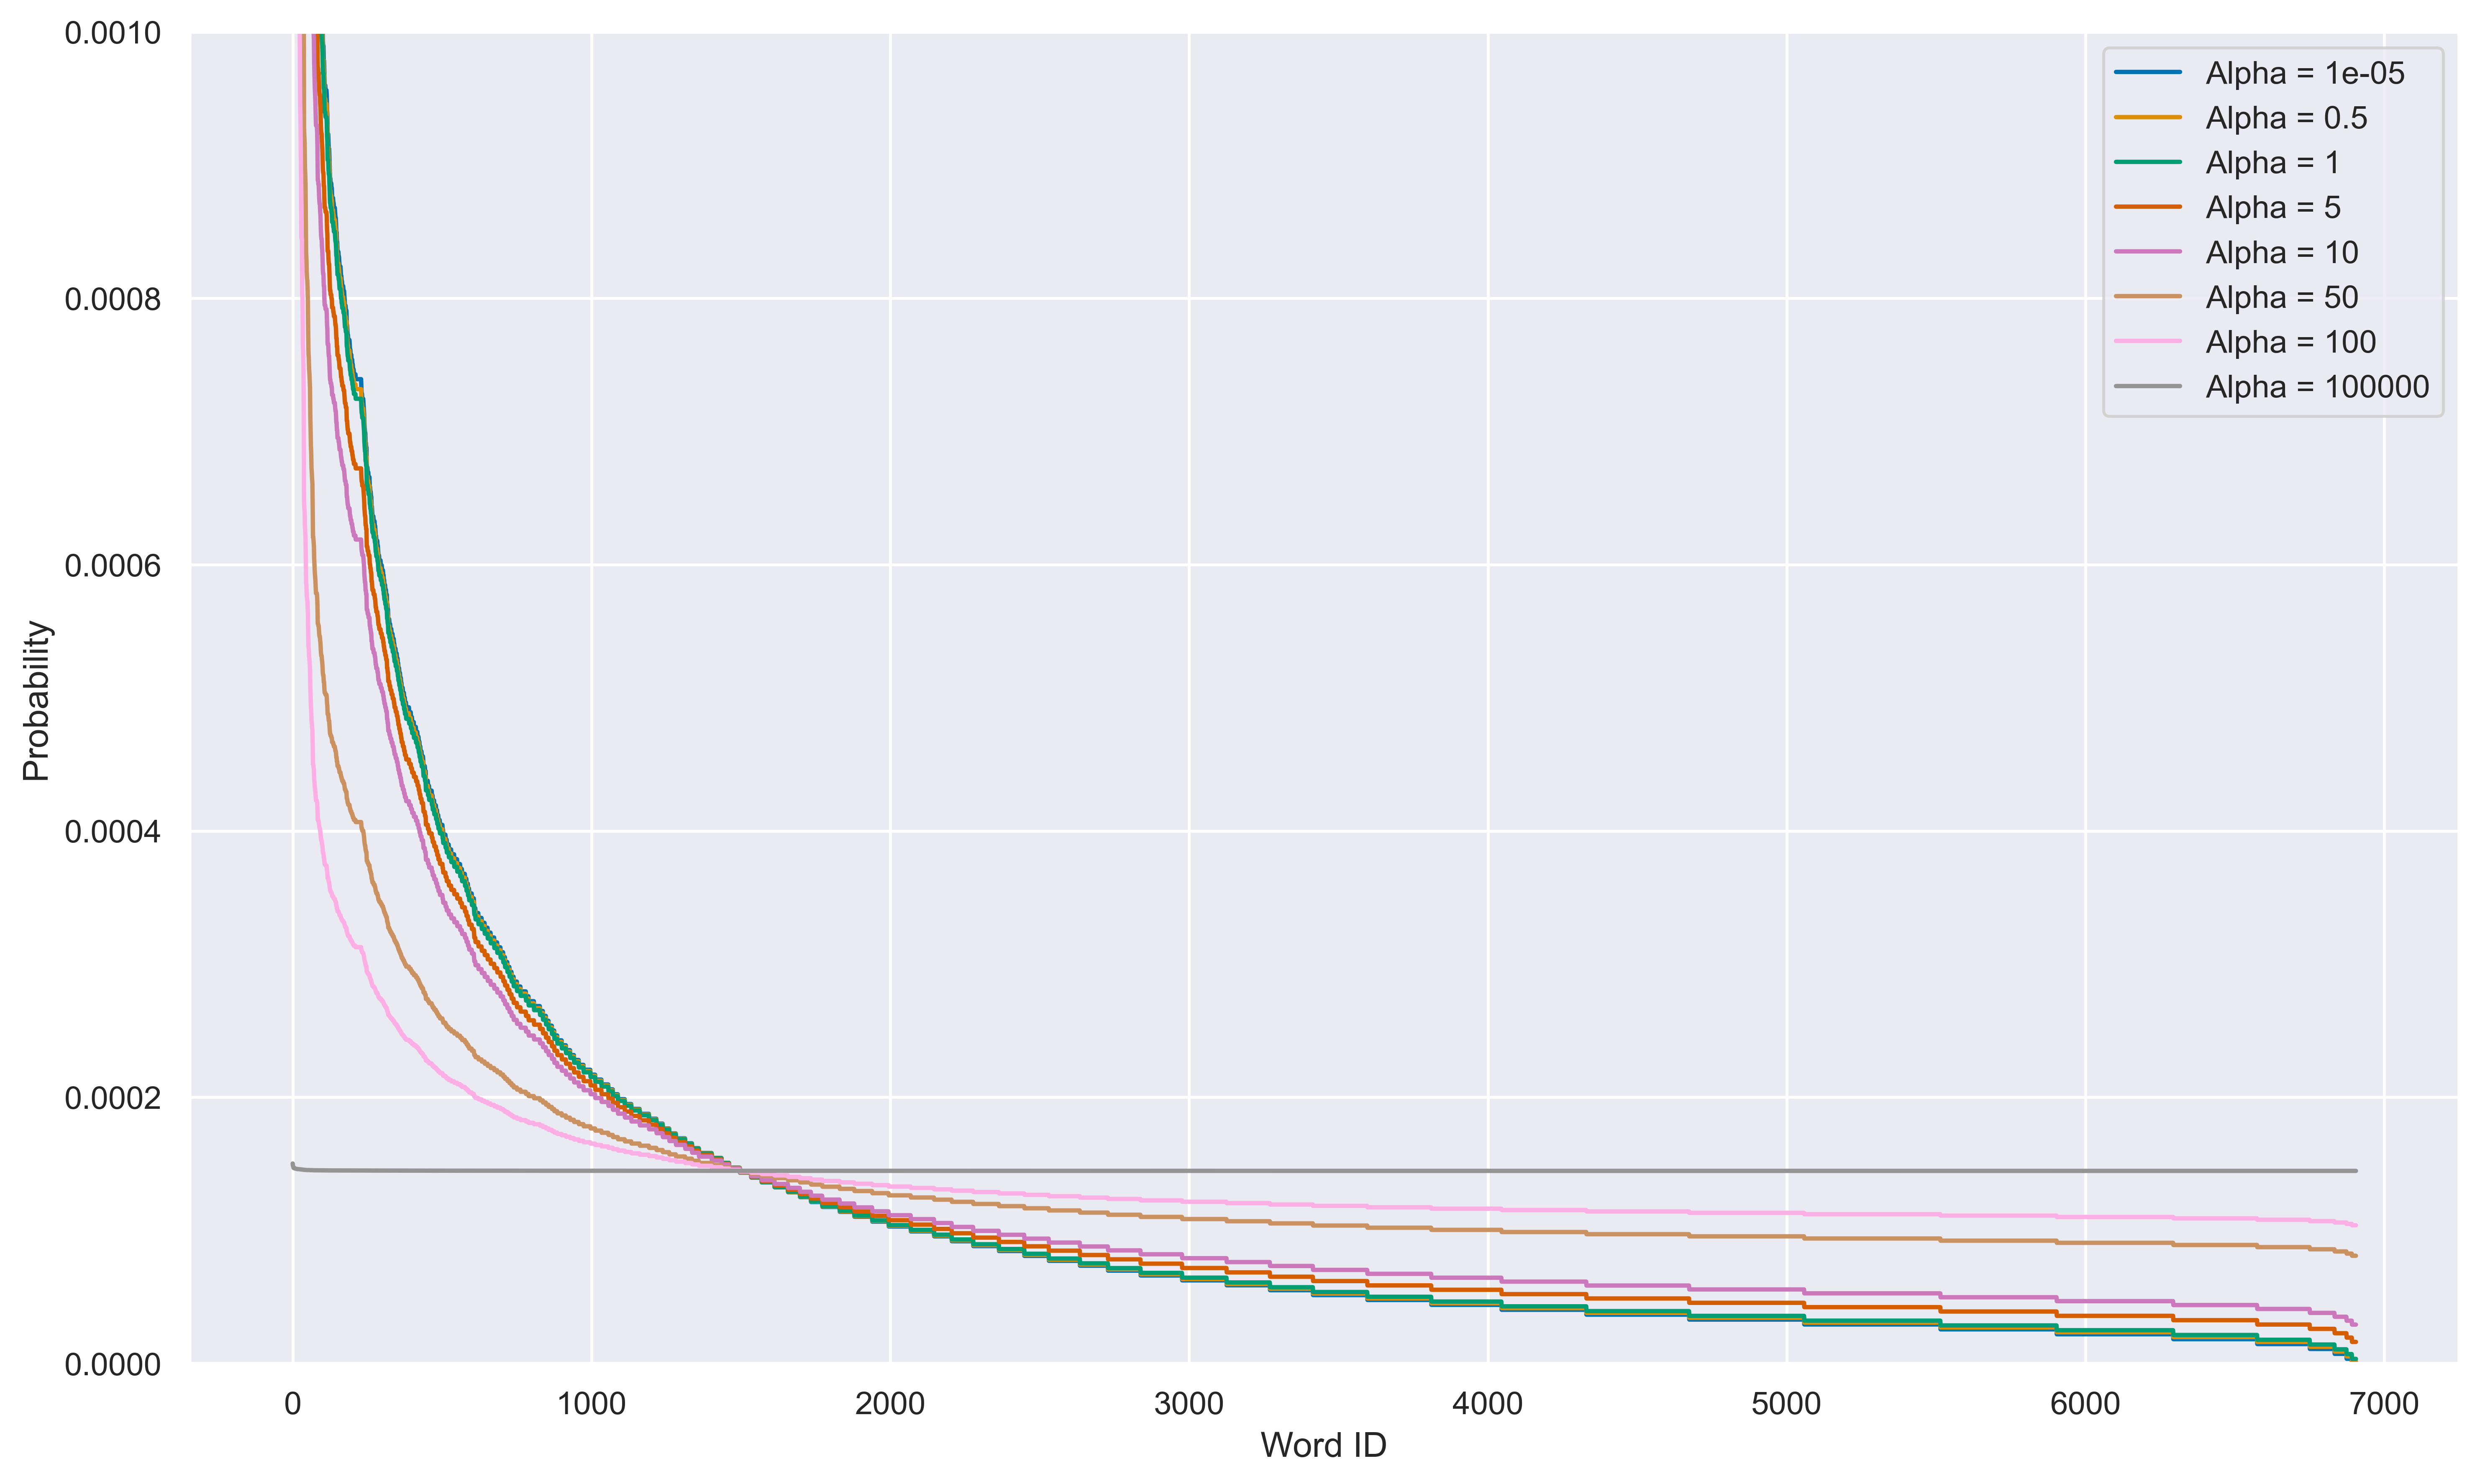 0.0010
0.0008
0.0006
0.0004
0.0002
0.0000
Probability
0 1000 2000 3000 4000 5000 6000 7000
Word ID
Alpha = 1e-05
Alpha = 0.5
Alpha = 1
Alpha = 5
Alpha = 10
Alpha = 50
Alpha = 100
Alpha = 100000